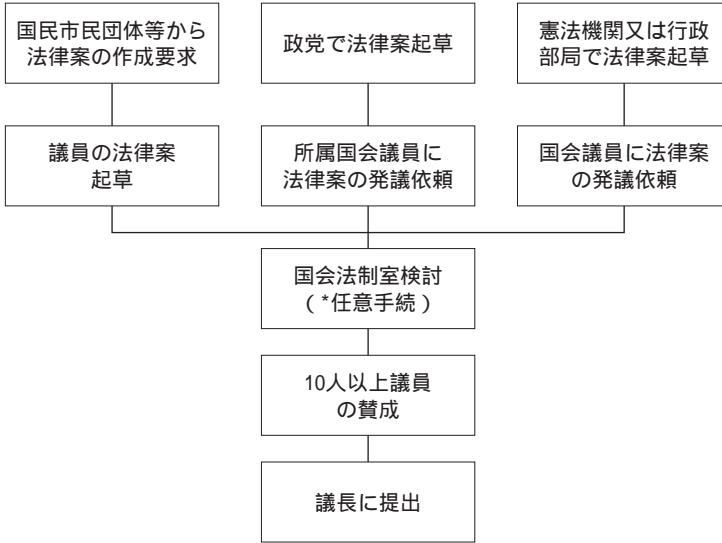 国民市民団体等から
法律案の作成要求
政党で法律案起草
憲法機関又は行政
部局で法律案起草
議員の法律案
起草
所属国会議員に
法律案の発議依頼
国会議員に法律案
の発議依頼
国会法制室検討
(*任意手続)
10人以上議員
の賛成
議長に提出